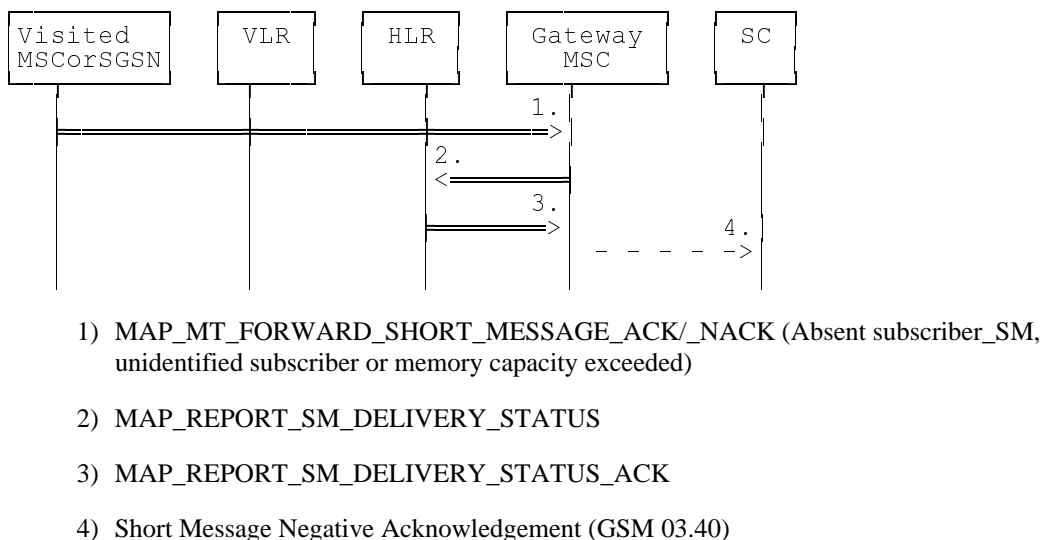 Visited VLR HLR Gateway SC
MSCorSGSN MSC
1.
2.
3.
4.
1) MAP_MT_FORWARD_SHORT_MESSAGE_ACK/_NACK (Absent subscriber_SM,
unidentified subscriber or memory capacity exceeded)
2) MAP_REPORT_SM_DELIVERY_STATUS
3) MAP_REPORT_SM_DELIVERY_STATUS_ACK
4) Short Message Negative Acknowledgement (GSM 03.40)